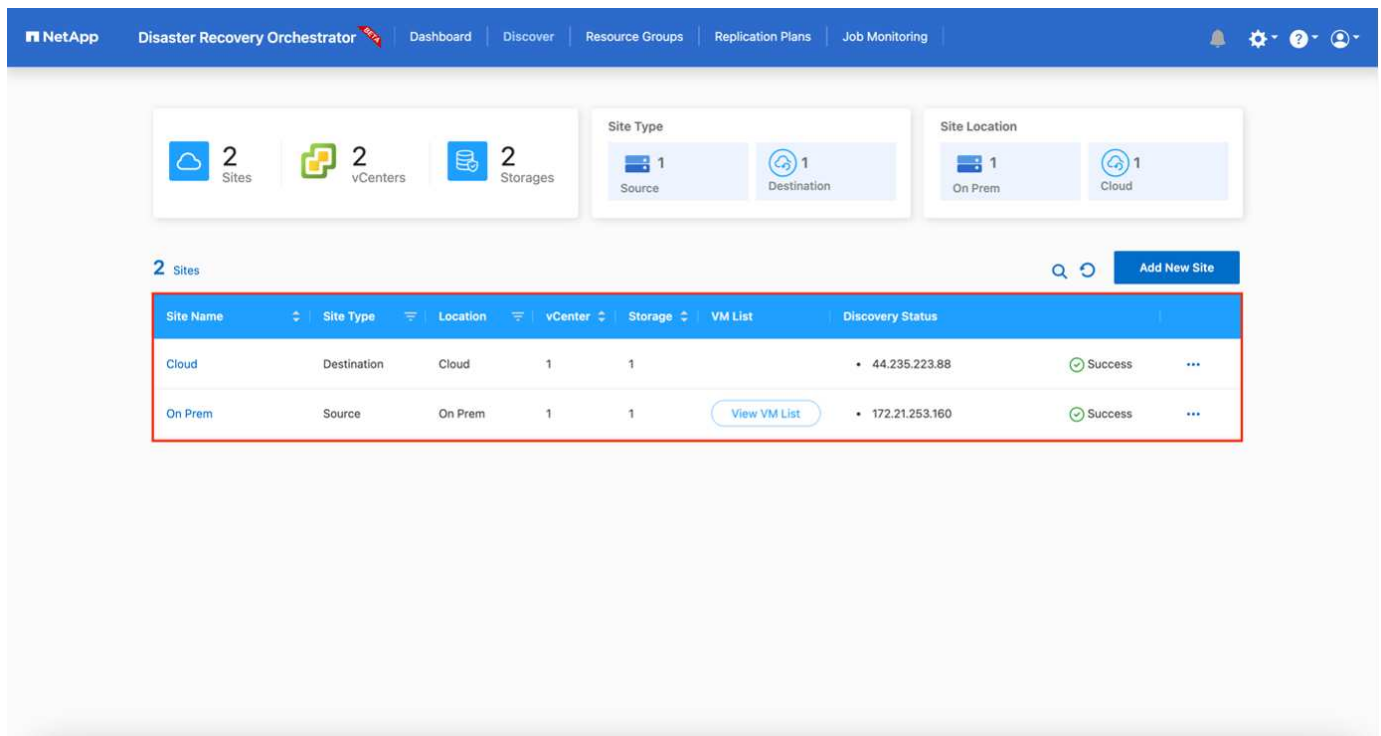 NetApp Disaster Recovery Orchestrator BETA Dashboard Discover Resource Groups Replication Plans Job Monitoring
2 Sites 2 vCenters 2 Storages
Site Type
1 Source 1 Destination
Site Location
1 On Prem 1 Cloud
2 Sites Add New Site
Site Name Site Type Location vCenter Storage VM List Discovery Status
Cloud Destination Cloud 1 1 • 44.235.223.88 Success ...
On Prem Source On Prem 1 1 View VM List • 172.21.253.160 Success ...